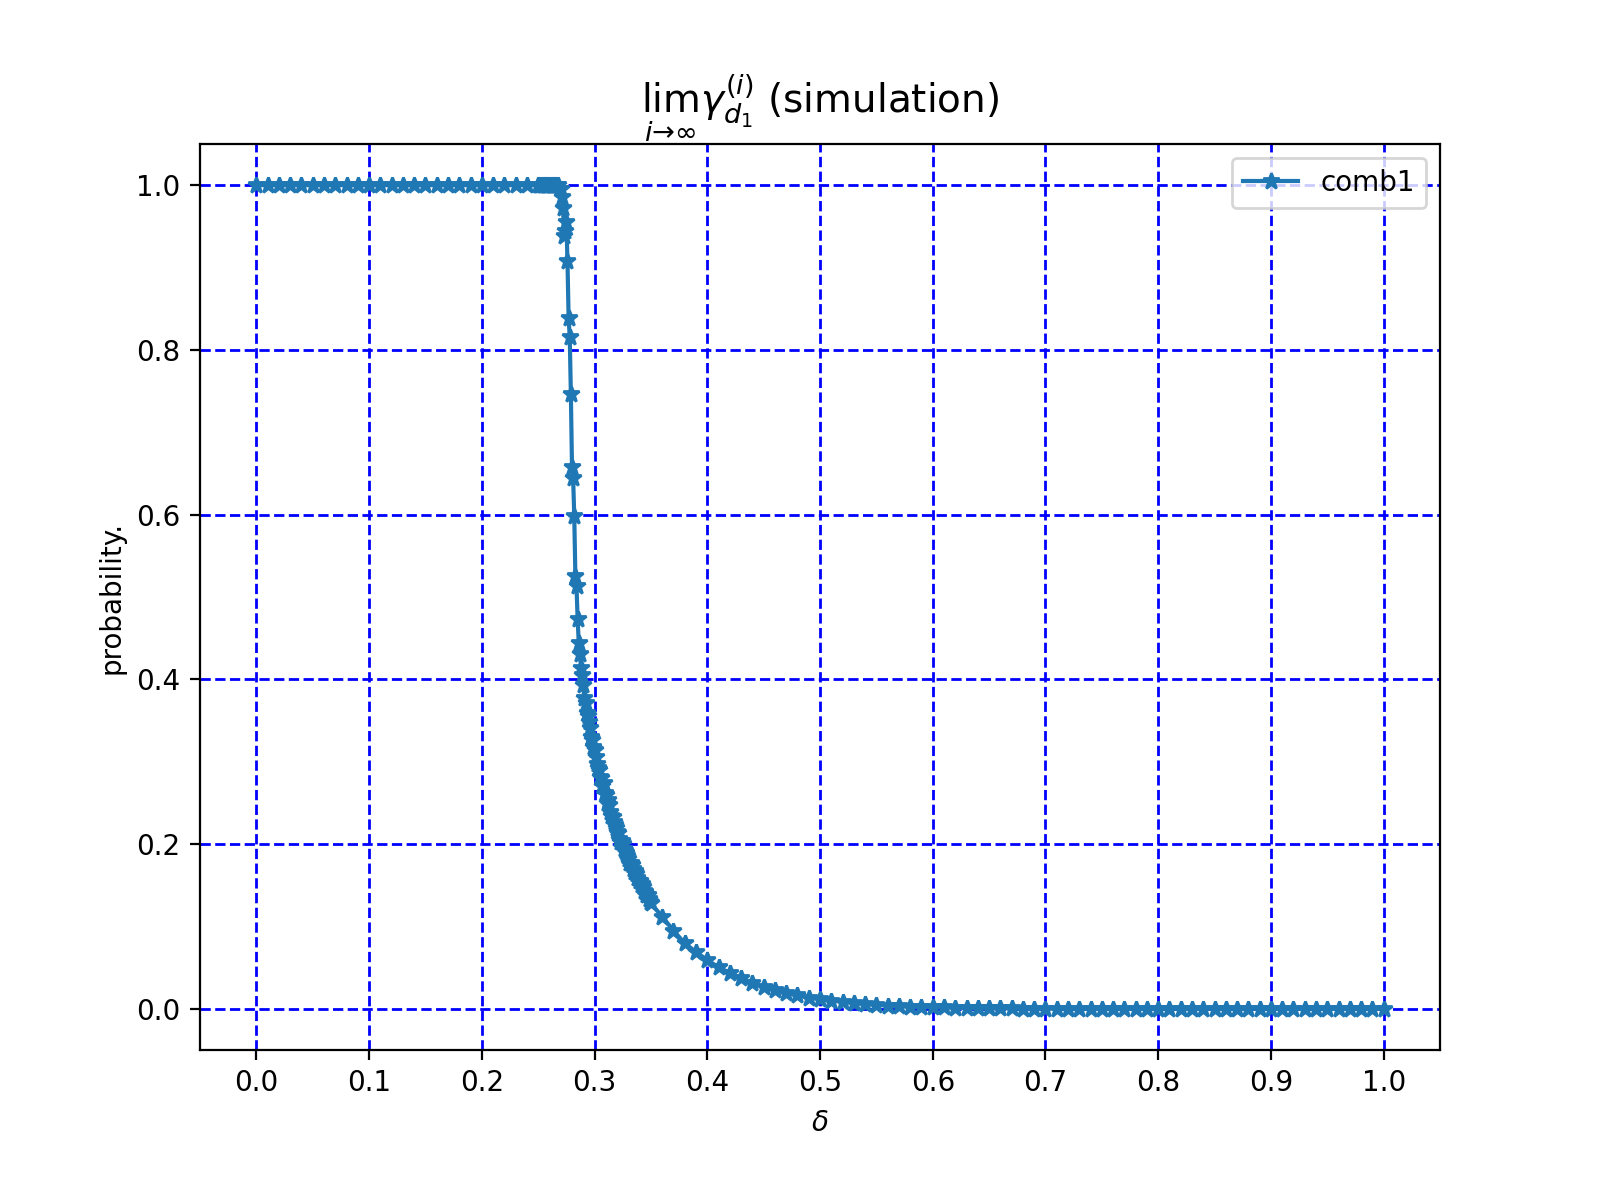 lim γ_{d_1}^{(i)} (simulation)
i→∞
comb1
1.0
0.8
0.6
0.4
0.2
0.0
probability.
0.0 0.1 0.2 0.3 0.4 0.5 0.6 0.7 0.8 0.9 1.0
δ